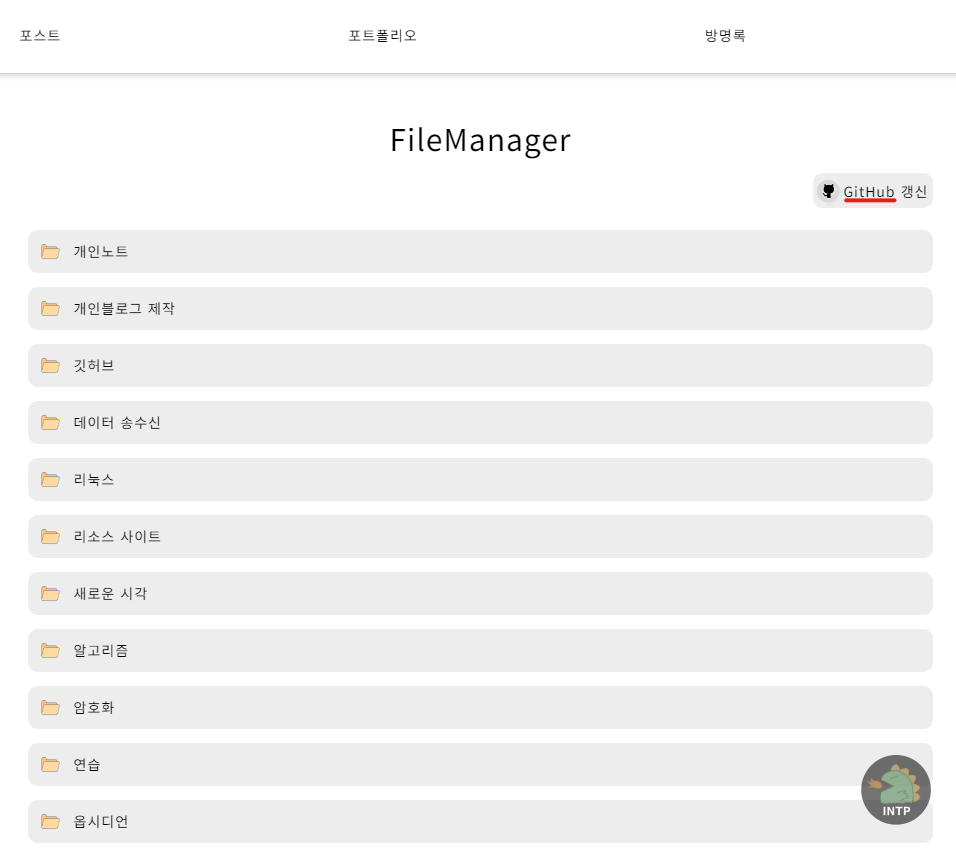 포스트 포트폴리오 방명록
FileManager
GitHub 갱신
개인노트
개인블로그 제작
깃허브
데이터 송수신
리눅스
리소스 사이트
새로운 시각
알고리즘
암호화
연습
옵시디언
INTP